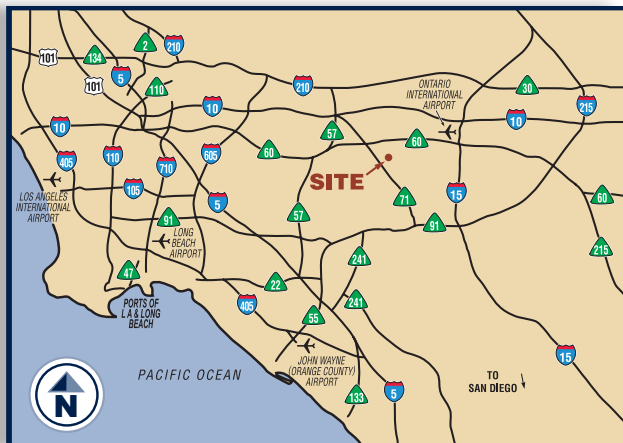 2
210
101
134
5
101
110
210
ONTARIO
INTERNATIONAL
AIRPORT
30
215
10
10
10
57
60
60
405
110
710
605
SITE
LOS ANGELES
INTERNATIONAL
AIRPORT
105
5
71
15
60
91
57
91
LONG
BEACH
AIRPORT
215
241
47
22
PORTS OF
L A & LONG
BEACH
405
241
55
JOHN WAYNE
(ORANGE COUNTY)
AIRPORT
15
PACIFIC OCEAN
TO
SAN DIEGO
133
5
N